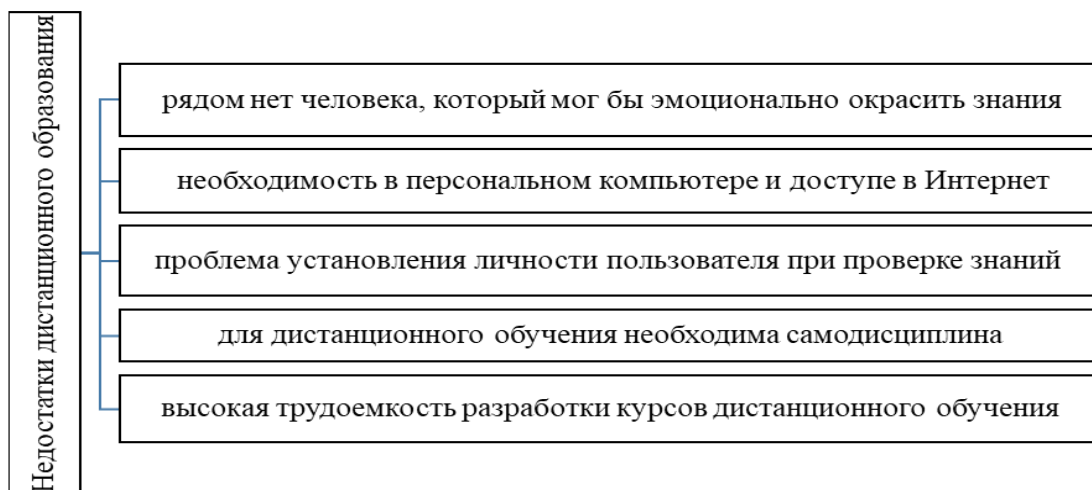 Недостатки дистанционного образования
рядом нет человека, который мог бы эмоционально окрасить знания
необходимость в персональном компьютере и доступе в Интернет
проблема установления личности пользователя при проверке знаний
для дистанционного обучения необходима самодисциплина
высокая трудоемкость разработки курсов дистанционного обучения